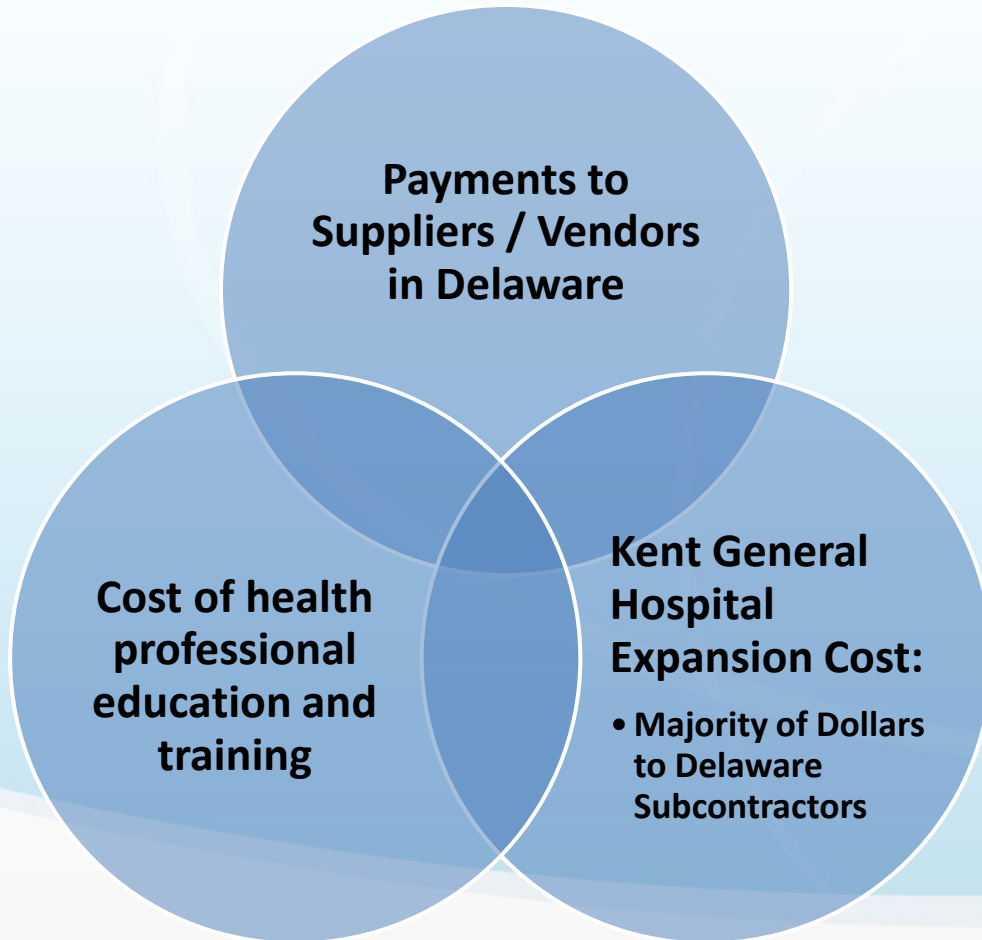 Payments to
Suppliers / Vendors
in Delaware
Cost of health
professional
education and
training
Kent General
Hospital
Expansion Cost:
• Majority of Dollars
to Delaware
Subcontractors